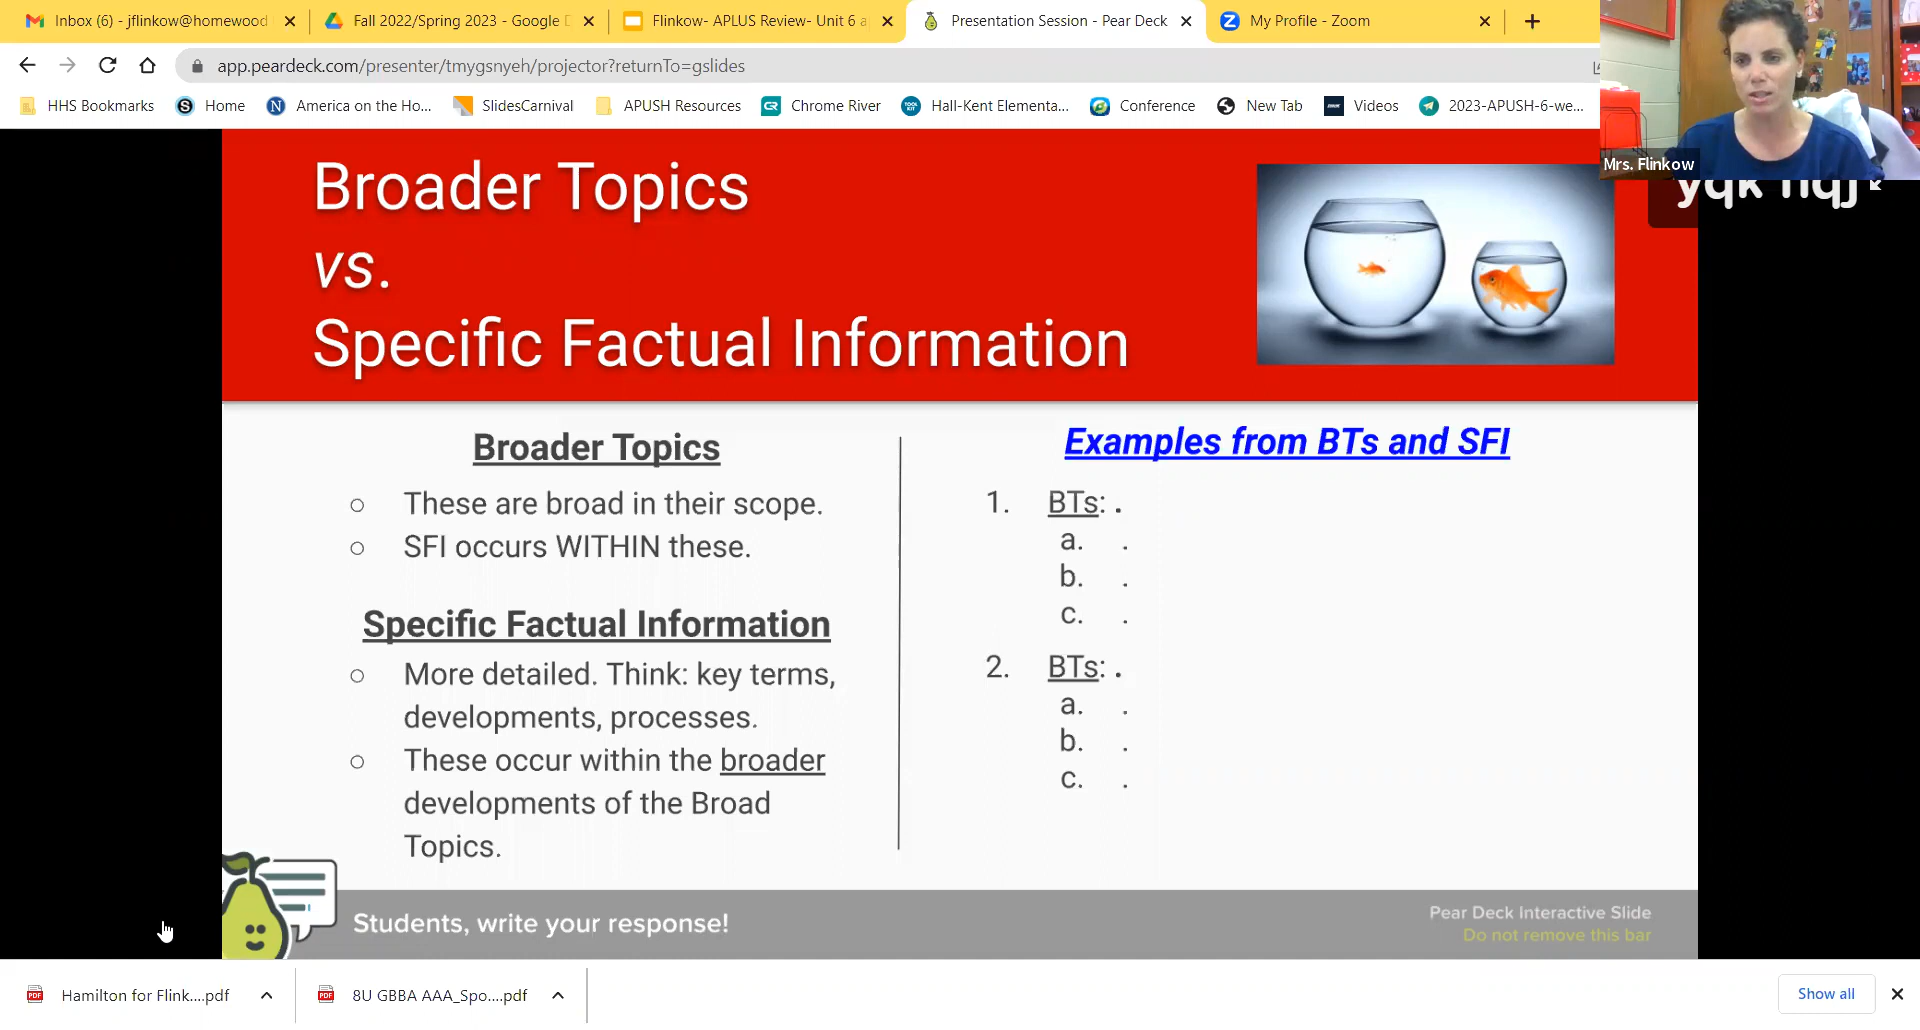 Inbox (6) - jflinkow@homewood
Fall 2022/Spring 2023 - Google D
Flinkow- APLUS Review- Unit 6 a
Presentation Session - Pear Deck
My Profile - Zoom
app.peardeck.com/presenter/tmygsnyeh/projector?returnTo=gslides
HHS Bookmarks
Home
America on the Ho...
SlidesCarnival
APUSH Resources
Chrome River
Hall-Kent Elementa...
Conference
New Tab
Videos
2023-APUSH-6-we...
Mrs. Flinkow
Broader Topics
vs.
Specific Factual Information
Broader Topics
○ These are broad in their scope.
○ SFI occurs WITHIN these.
Specific Factual Information
○ More detailed. Think: key terms,
developments, processes.
○ These occur within the broader
developments of the Broad
Topics.
Examples from BTs and SFI
1. BTs: .
a. .
b. .
c. .
2. BTs: .
a. .
b. .
c. .
Students, write your response!
Pear Deck Interactive Slide
Do not remove this bar
Hamilton for Flink....pdf
8U GBBA AAA_Spo....pdf
Show all